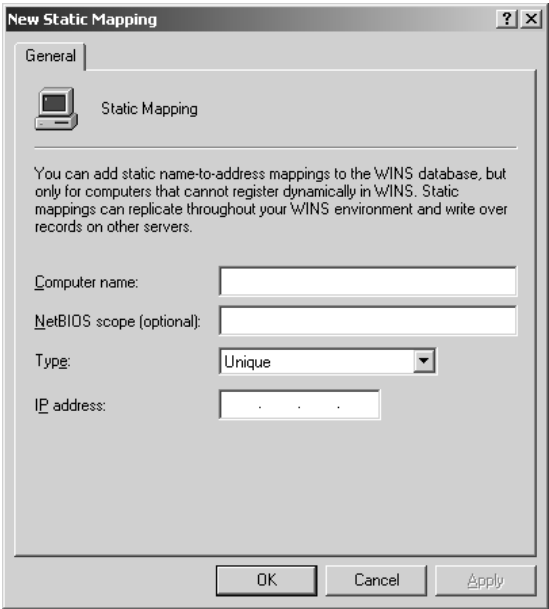 New Static Mapping
General
Static Mapping
You can add static name-to-address mappings to the WINS database, but
only for computers that cannot register dynamically in WINS. Static
mappings can replicate throughout your WINS environment and write over
records on other servers.
Computer name:
NetBIOS scope (optional):
Type: Unique
IP address: . . .
OK Cancel Apply